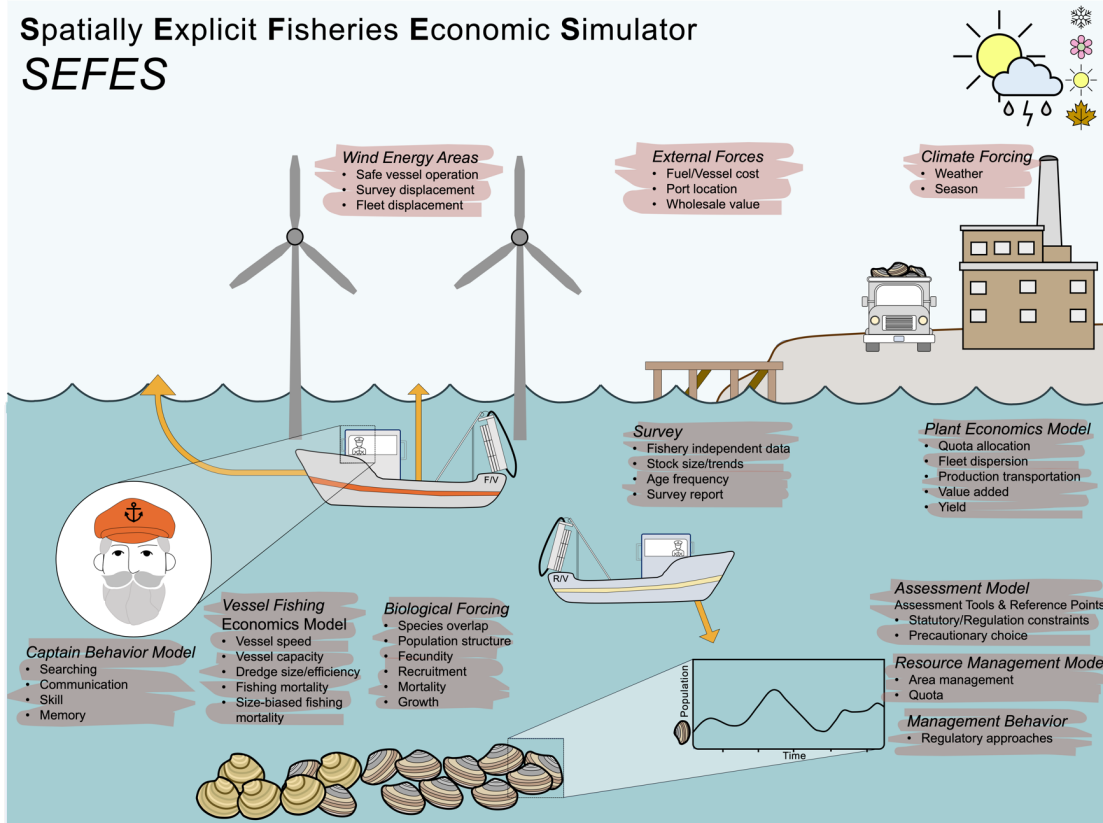 Spatially Explicit Fisheries Economic Simulator
SEFES
Wind Energy Areas
• Safe vessel operation
• Survey displacement
• Fleet displacement
External Forces
• Fuel/Vessel cost
• Port location
• Wholesale value
Climate Forcing
• Weather
• Season
F/V
Survey
• Fishery independent data
• Stock size/trends
• Age frequency
• Survey report
Plant Economics Model
• Quota allocation
• Fleet dispersion
• Production transportation
• Value added
• Yield
R/V
Captain Behavior Model
• Searching
• Communication
• Skill
• Memory
Vessel Fishing
Economics Model
• Vessel speed
• Vessel capacity
• Dredge size/efficiency
• Fishing mortality
• Size-biased fishing
mortality
Biological Forcing
• Species overlap
• Population structure
• Fecundity
• Recruitment
• Mortality
• Growth
Assessment Model
Assessment Tools & Reference Points
• Statutory/Regulation constraints
• Precautionary choice
Resource Management Model
• Area management
• Quota
Management Behavior
• Regulatory approaches
Population
Time